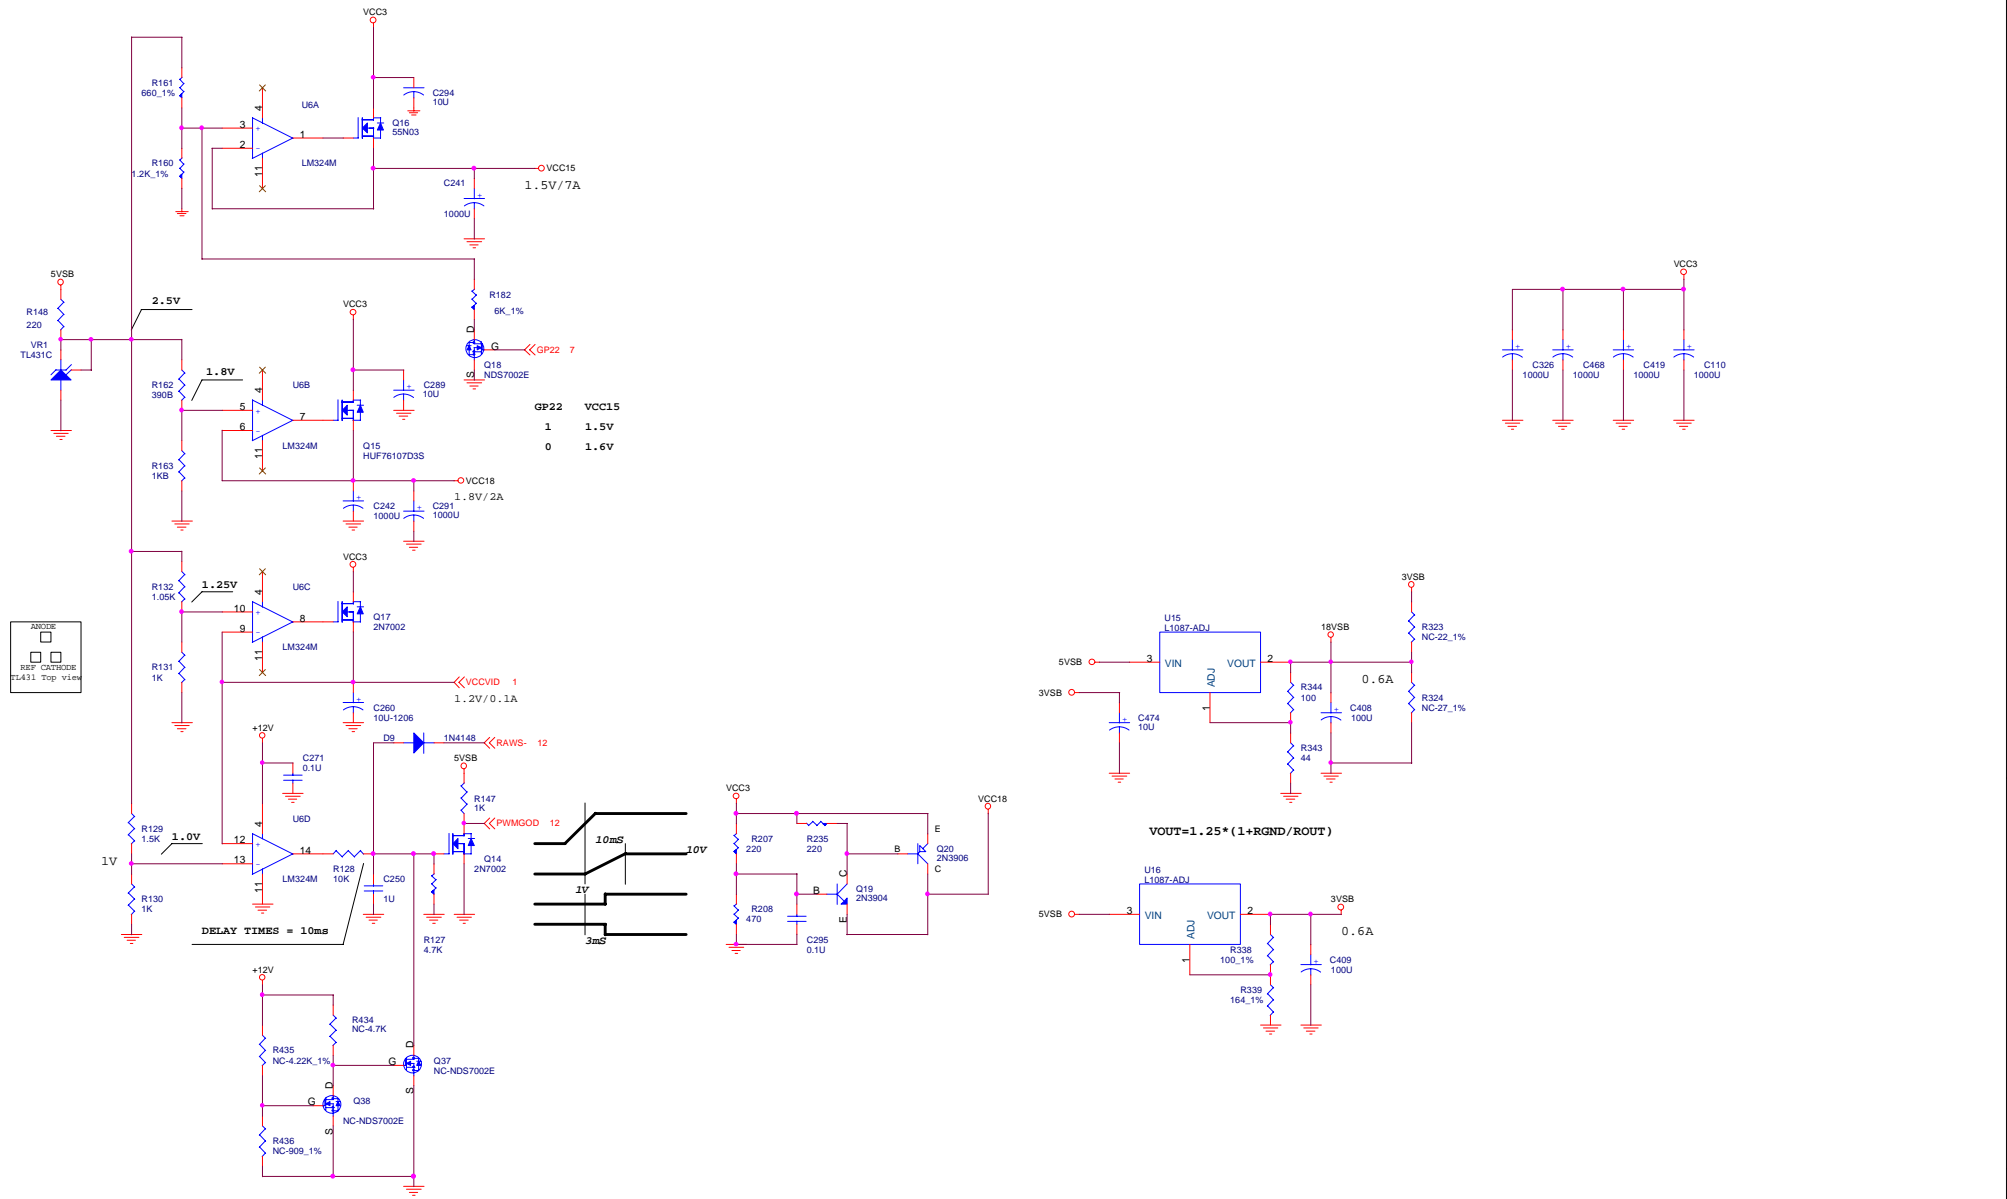 VCC3
R161
660_1%
4
U6A
C294
10U
3
+
1
Q16
55N03
2
-
R160
1.2K_1%
11
LM324M
VCC15
1.5V/7A
C241
+
1000U
5VSB
R148
220
2.5V
VR1
TL431C
R182
6K_1%
D
G
GP22 7
S
Q18
NDS7002E
VCC3
1.8V
R162
390B
4
U6B
C289
10U
5
+
7
6
-
R163
1KB
11
LM324M
Q15
HUF76107D3S
GP22 VCC15
1 1.5V
0 1.6V
VCC18
1.8V/2A
C242
1000U
C291
1000U
VCC3
C326
1000U
C468
1000U
C419
1000U
C110
1000U
VCC3
R132
1.05K
1.25V
4
U6C
10
+
8
9
-
Q17
2N7002
R131
1K
11
LM324M
ANODE
REF CATHODE
TL431 Top view
VCCVID 1
1.2V/0.1A
C260
10U-1206
+12V
C271
0.1U
D9
1N4148
RAWS- 12
5VSB
R147
1K
PWMGOD 12
R129
1.5K
1.0V
1V
4
U6D
12
+
14
13
-
11
LM324M
R128
10K
C250
1U
Q14
2N7002
R130
1K
R127
4.7K
DELAY TIMES = 10ms
10mS
10V
1V
3mS
VCC3
VCC18
R207
220
R235
220
E
B
Q20
2N3906
C
C
B
Q19
2N3904
E
R208
470
C295
0.1U
3VSB
U15
L1087-ADJ
5VSB
3
VIN
VOUT
2
ADJ
1
18VSB
0.6A
R323
NC-22_1%
R324
NC-27_1%
3VSB
C474
10U
R344
100
C408
100U
R343
44
VOUT=1.25*(1+RGND/ROUT)
U16
L1087-ADJ
5VSB
3
VIN
VOUT
2
ADJ
1
3VSB
0.6A
R338
100_1%
C409
100U
R339
164_1%
+12V
R434
NC-4.7K
R435
NC-4.22K_1%
D
G
S
Q37
NC-NDS7002E
D
G
S
Q38
NC-NDS7002E
R436
NC-909_1%